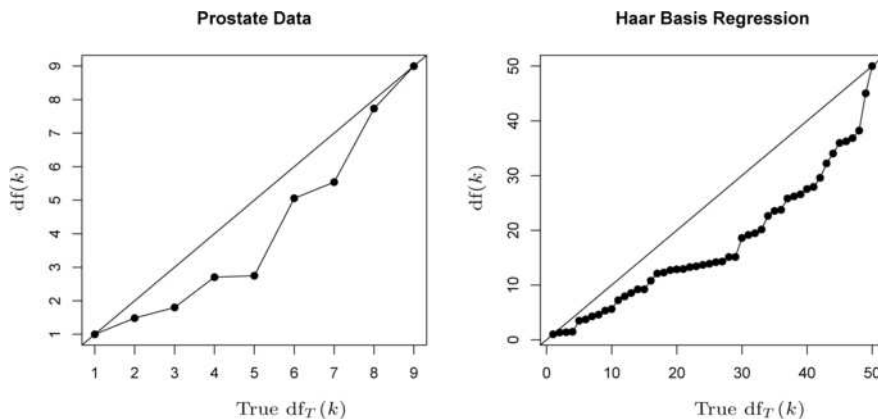 Prostate Data
df(k)
9
8
7
6
5
4
3
2
1
1 2 3 4 5 6 7 8 9
True df_T (k)
Haar Basis Regression
df(k)
50
40
30
20
10
0
0 10 20 30 40 50
True df_T (k)